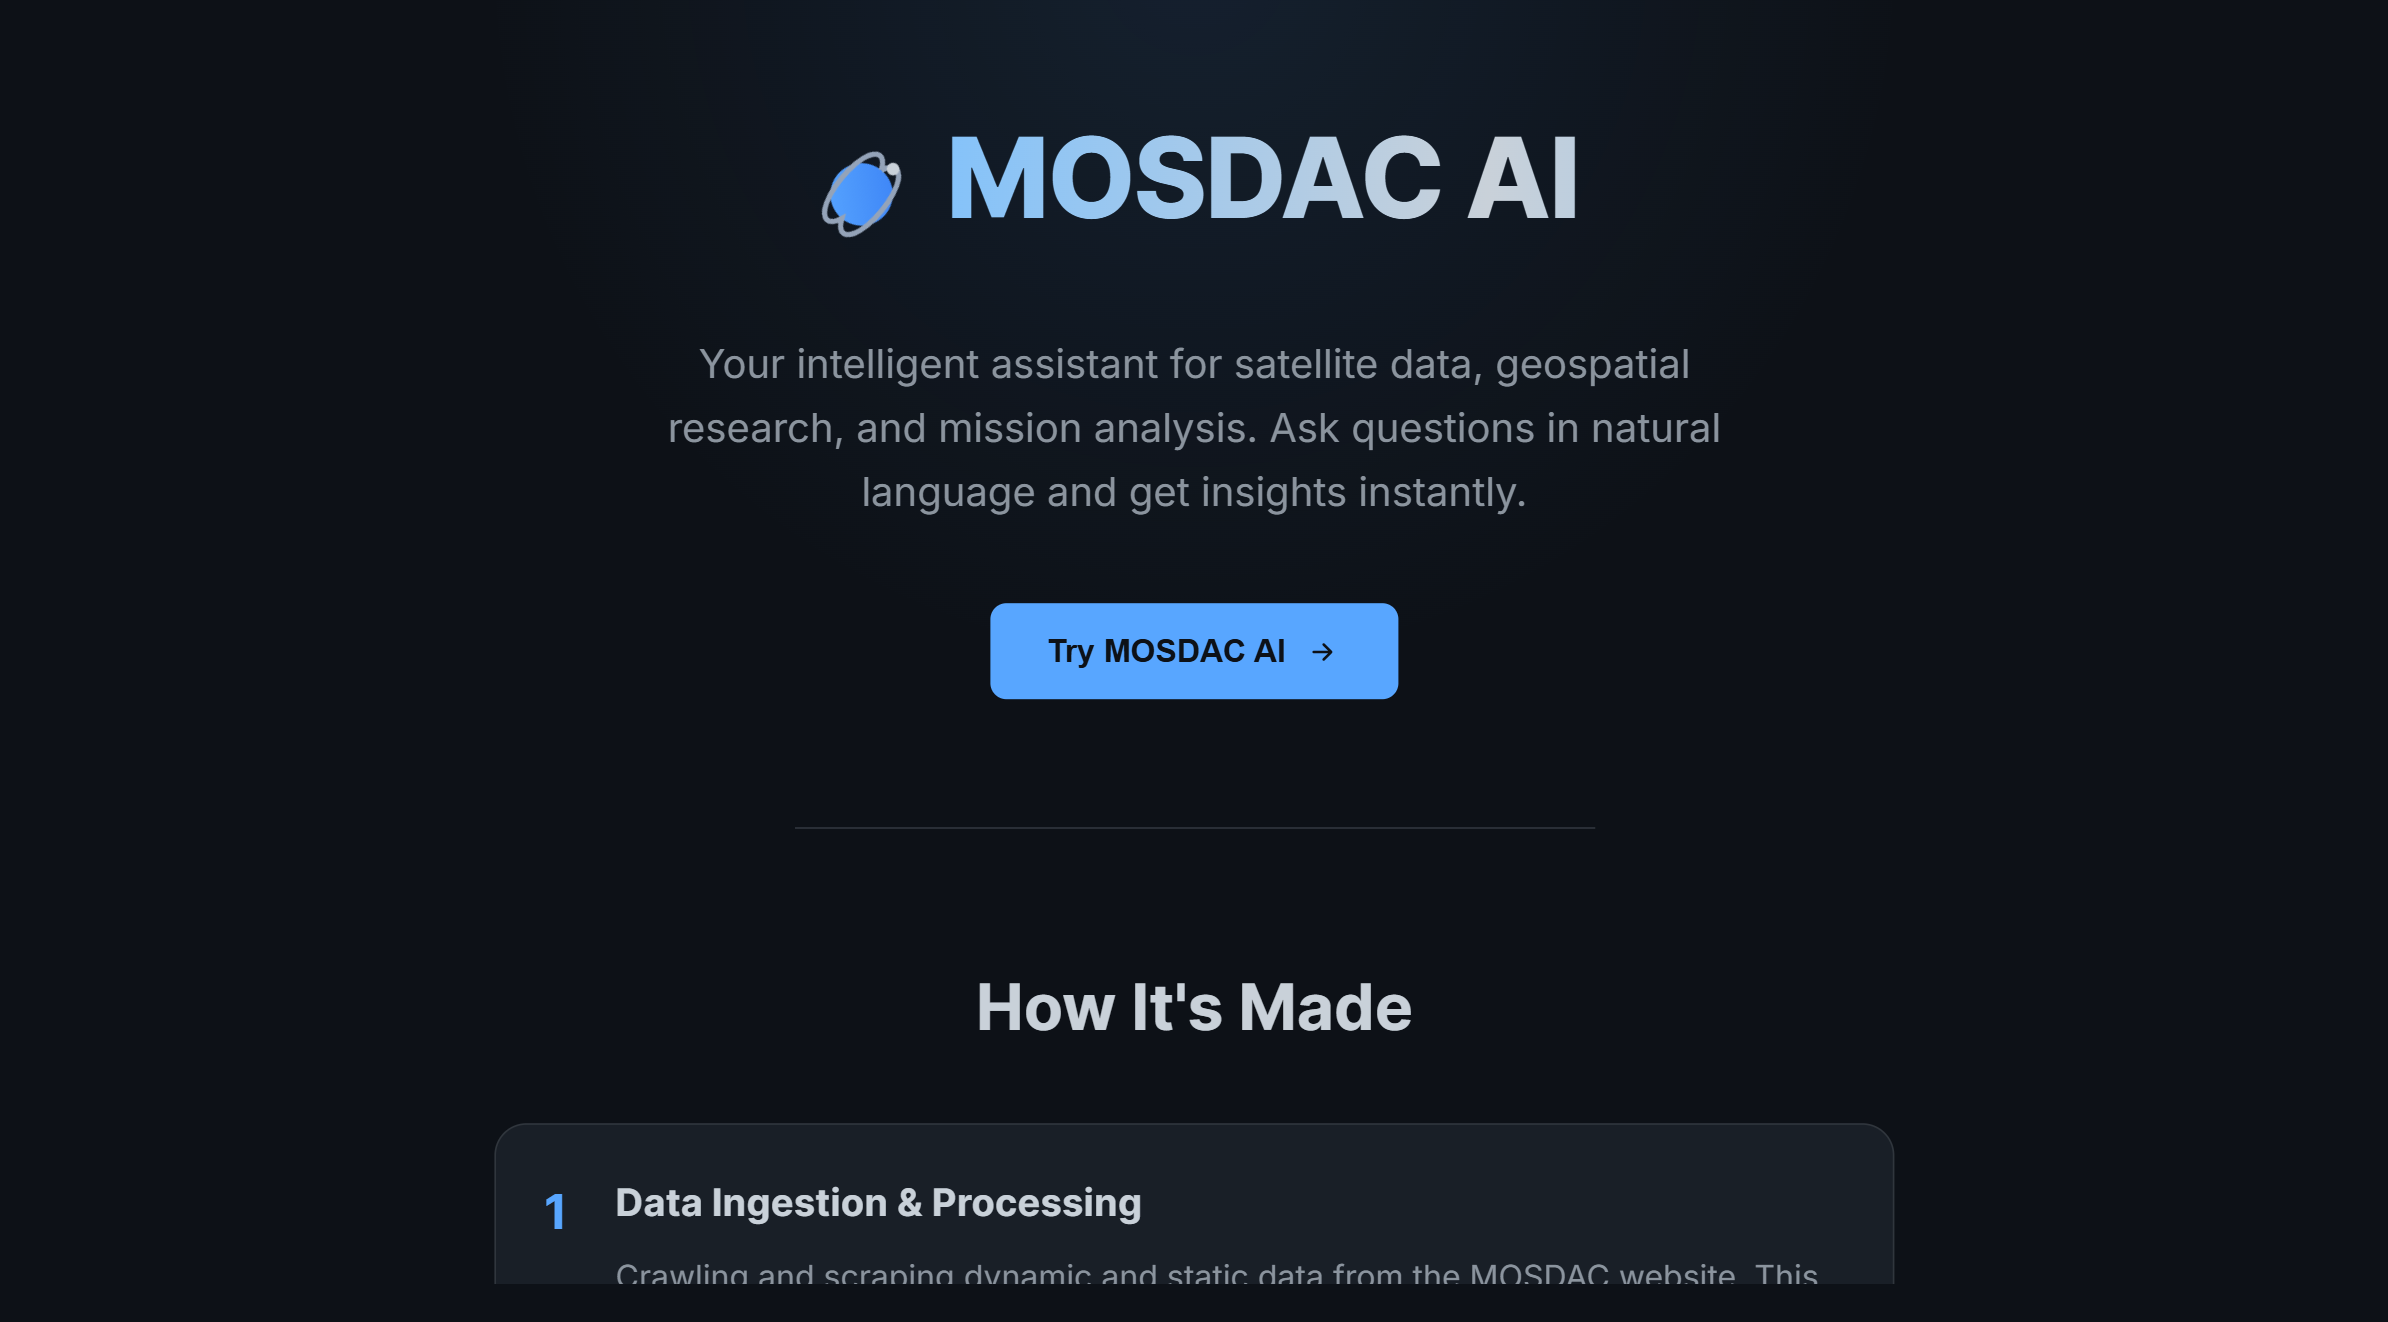 MOSDAC AI
Your intelligent assistant for satellite data, geospatial
research, and mission analysis. Ask questions in natural
language and get insights instantly.
Try MOSDAC AI →
How It's Made
1
Data Ingestion & Processing
Crawling and scraping dynamic and static data from the MOSDAC website. This